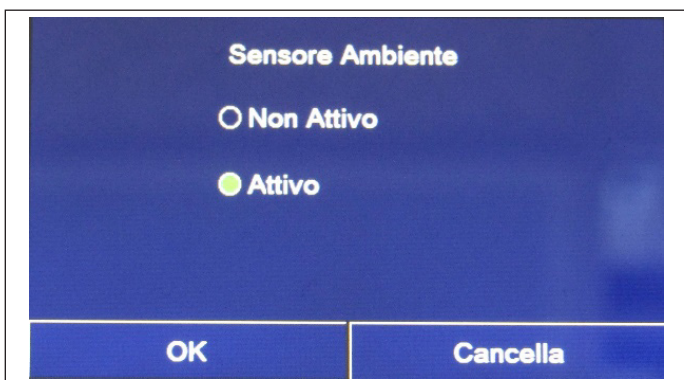 Sensore Ambiente
Non Attivo
Attivo
OK
Cancella